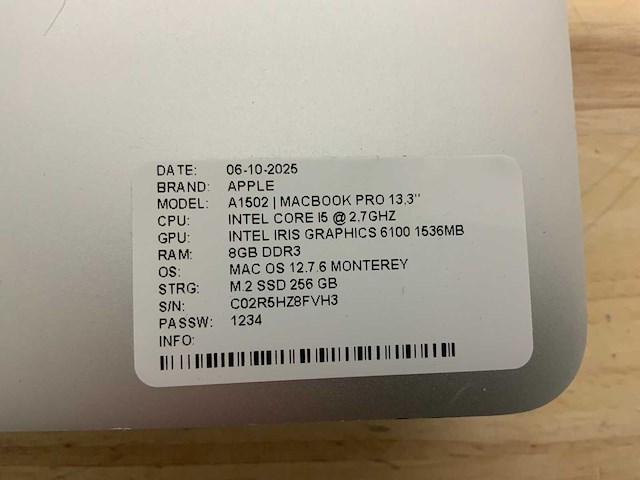 DATE: 06-10-2025
BRAND: APPLE
MODEL: A1502 | MACBOOK PRO 13.3"
CPU: INTEL CORE I5 @ 2.7GHZ
GPU: INTEL IRIS GRAPHICS 6100 1536MB
RAM: 8GB DDR3
OS: MAC OS 12.7.6 MONTEREY
STRG: M.2 SSD 256 GB
S/N: C02R5HZ8FVH3
PASSW: 1234
INFO: